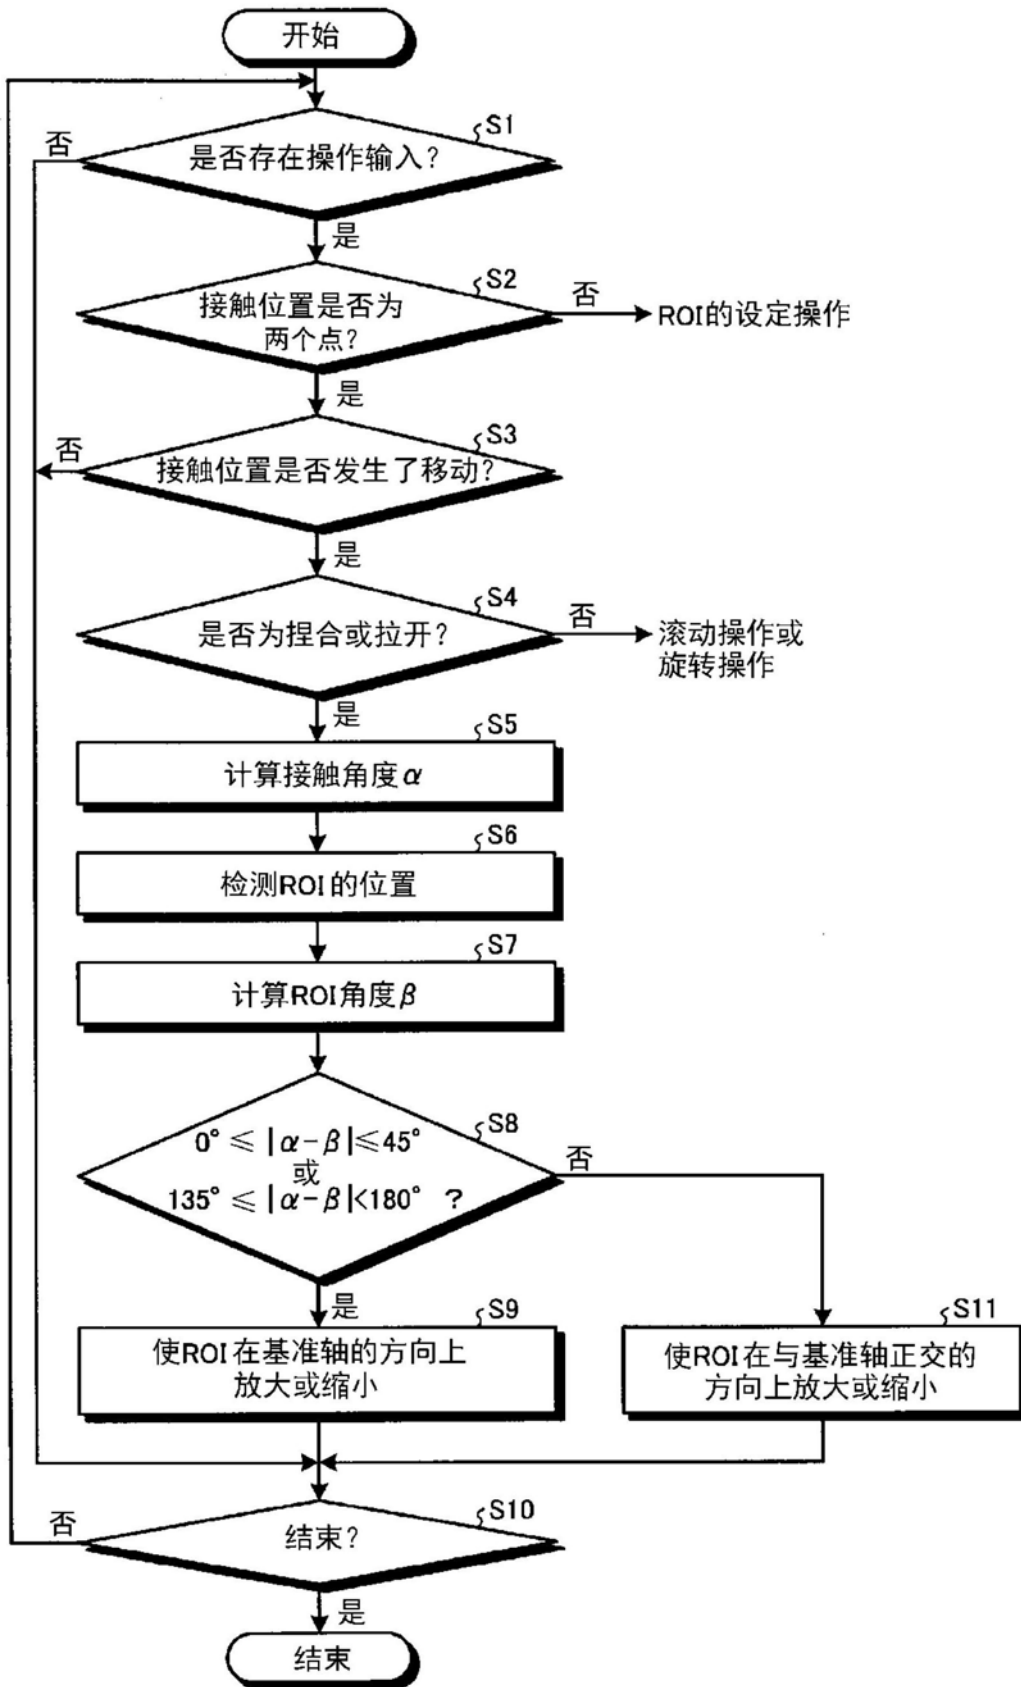 开始
S1
否
是否存在操作输入？
是
S2
接触位置是否为
两个点？
否
ROI的设定操作
是
S3
否
接触位置是否发生了移动？
是
S4
是否为捏合或拉开？
否
滚动操作或
旋转操作
是
S5
计算接触角度α
S6
检测ROI的位置
S7
计算ROI角度β
S8
0° ≤ |α-β|≤45°
或
135° ≤ |α-β|<180° ?
否
是
S9
使ROI在基准轴的方向上
放大或缩小
S11
使ROI在与基准轴正交的
方向上放大或缩小
S10
否
结束？
是
结束